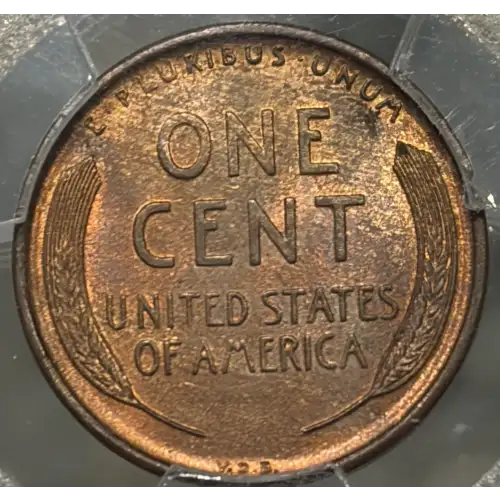 E · PLURIBUS · UNUM
ONE
CENT
UNITED STATES
OF AMERICA
V.D.B.